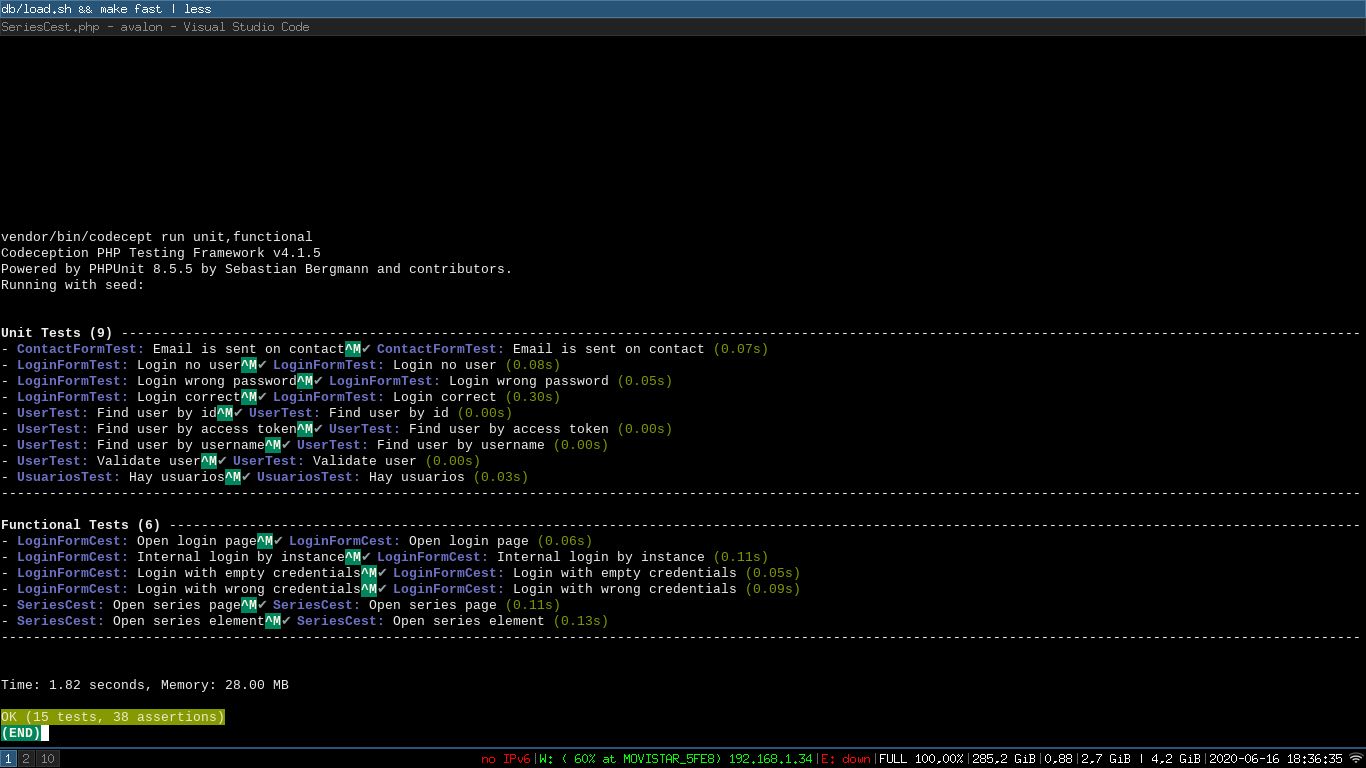 db/load.sh && make fast | less
SeriesCest.php - avalon - Visual Studio Code
vendor/bin/codecept run unit,functional
Codeception PHP Testing Framework v4.1.5
Powered by PHPUnit 8.5.5 by Sebastian Bergmann and contributors.
Running with seed:
Unit Tests (9) -----------------------------------------------------------------------------------------------------------------------------------------------------------
- ContactFormTest: Email is sent on contact^M✔ ContactFormTest: Email is sent on contact (0.07s)
- LoginFormTest: Login no user^M✔ LoginFormTest: Login no user (0.08s)
- LoginFormTest: Login wrong password^M✔ LoginFormTest: Login wrong password (0.05s)
- LoginFormTest: Login correct^M✔ LoginFormTest: Login correct (0.30s)
- UserTest: Find user by id^M✔ UserTest: Find user by id (0.00s)
- UserTest: Find user by access token^M✔ UserTest: Find user by access token (0.00s)
- UserTest: Find user by username^M✔ UserTest: Find user by username (0.00s)
- UserTest: Validate user^M✔ UserTest: Validate user (0.00s)
- UsuariosTest: Hay usuarios^M✔ UsuariosTest: Hay usuarios (0.03s)
--------------------------------------------------------------------------------------------------------------------------------------------------------------------------
Functional Tests (6) -----------------------------------------------------------------------------------------------------------------------------------------------------
- LoginFormCest: Open login page^M✔ LoginFormCest: Open login page (0.06s)
- LoginFormCest: Internal login by instance^M✔ LoginFormCest: Internal login by instance (0.11s)
- LoginFormCest: Login with empty credentials^M✔ LoginFormCest: Login with empty credentials (0.05s)
- LoginFormCest: Login with wrong credentials^M✔ LoginFormCest: Login with wrong credentials (0.09s)
- SeriesCest: Open series page^M✔ SeriesCest: Open series page (0.11s)
- SeriesCest: Open series element^M✔ SeriesCest: Open series element (0.13s)
--------------------------------------------------------------------------------------------------------------------------------------------------------------------------
Time: 1.82 seconds, Memory: 28.00 MB
OK (15 tests, 38 assertions)
(END)
1 2 10 no IPv6|W: ( 60% at MOVISTAR_5FE8) 192.168.1.34|E: down|FULL 100,00%|285,2 GiB|0,88|2,7 GiB | 4,2 GiB|2020-06-16 18:36:35